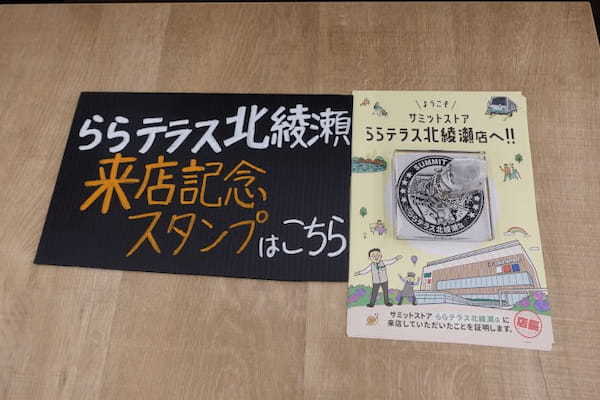 ららテラス北綾瀬
来店記念
スタンプはこちら
ようこそ
サミットストア
ららテラス北綾瀬店へ!!
SUMMIT
ららテラス北綾瀬店
サミットストア ららテラス北綾瀬店 に
来店していただいたことを証明します。
店長